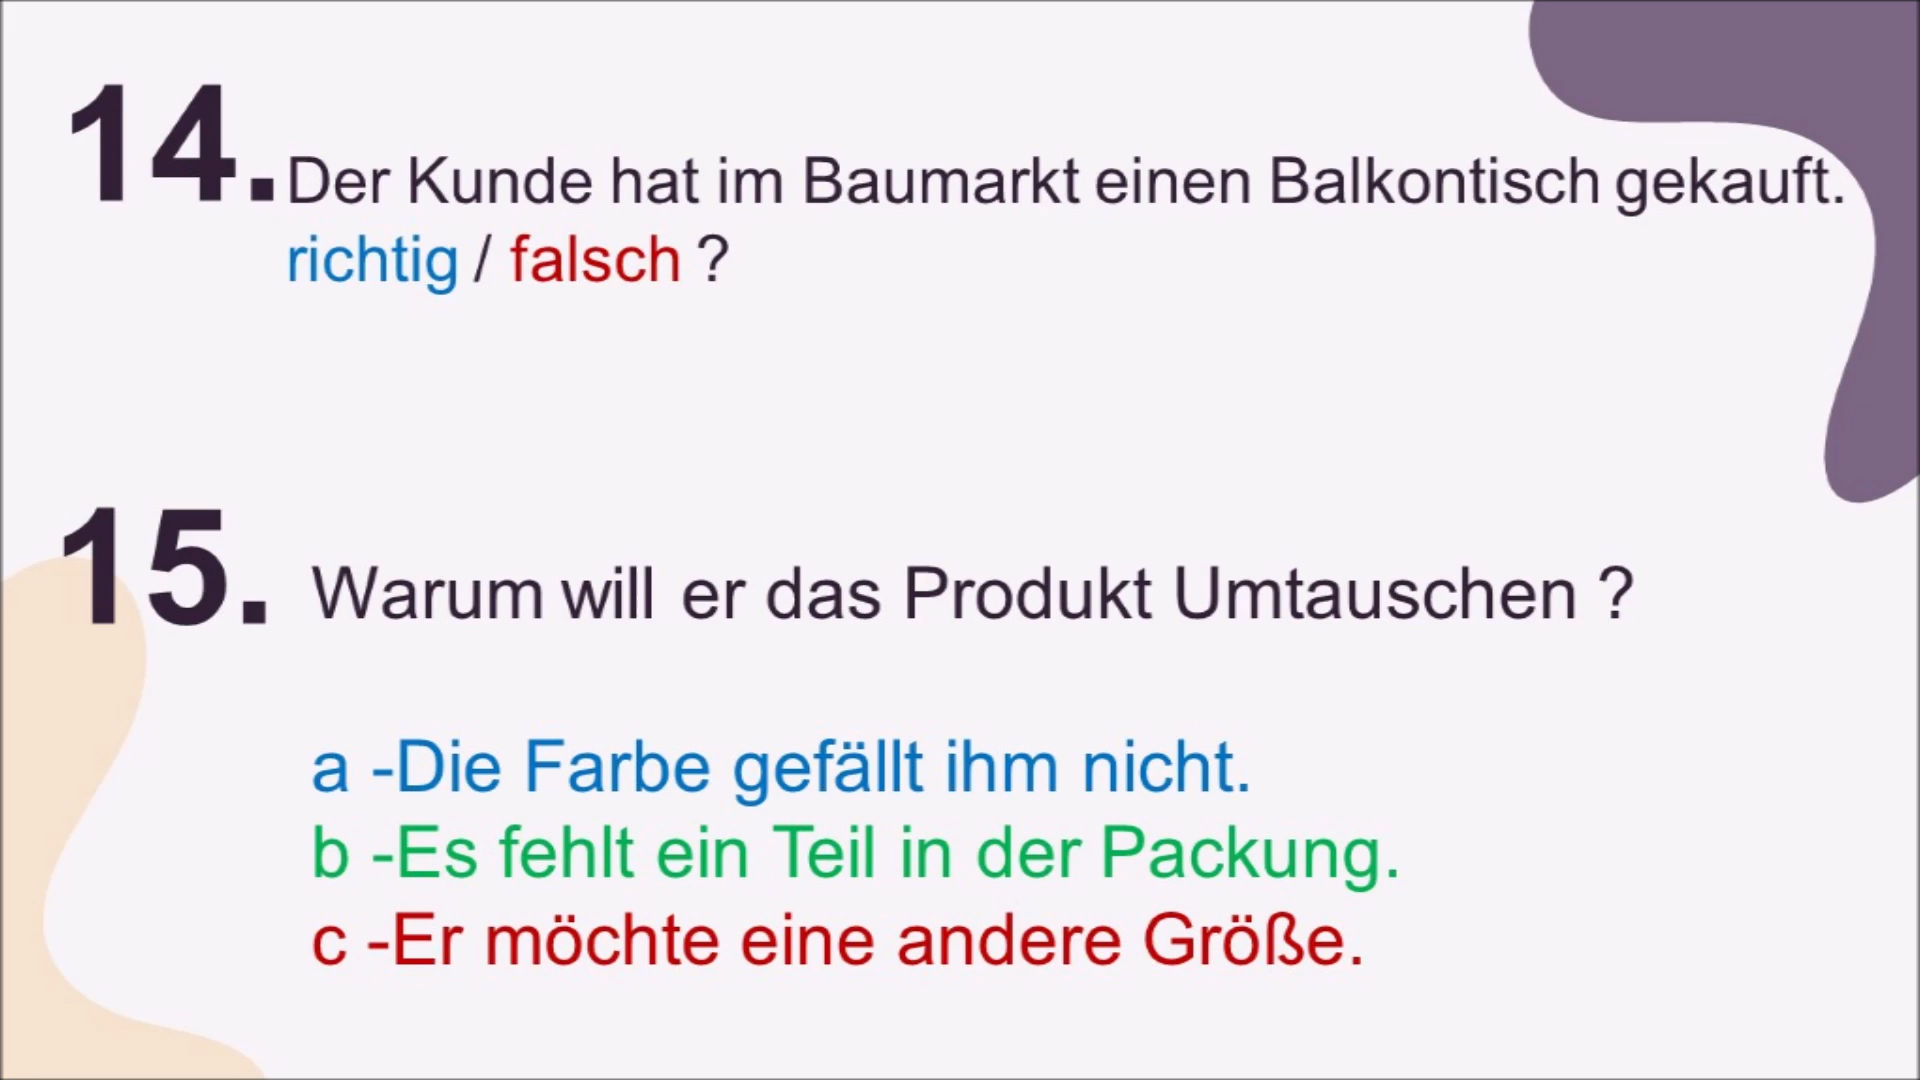 14. Der Kunde hat im Baumarkt einen Balkontisch gekauft.
richtig / falsch ?
15. Warum will er das Produkt Umtauschen ?
a -Die Farbe gefällt ihm nicht.
b -Es fehlt ein Teil in der Packung.
c -Er möchte eine andere Größe.